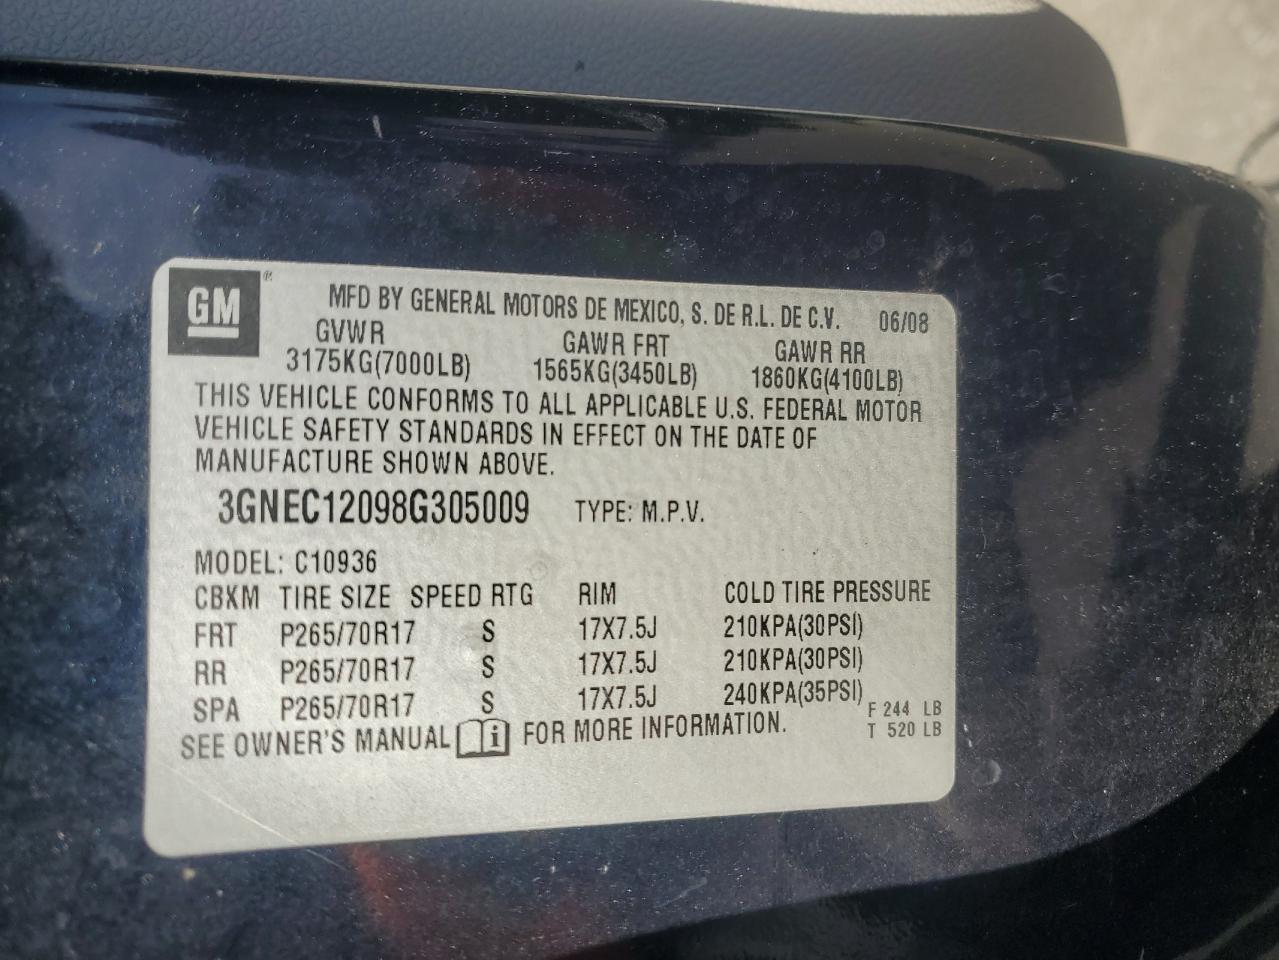 GM ® MFD BY GENERAL MOTORS DE MEXICO, S. DE R.L. DE C.V. 06/08
GVWR GAWR FRT GAWR RR
3175KG(7000LB) 1565KG(3450LB) 1860KG(4100LB)
THIS VEHICLE CONFORMS TO ALL APPLICABLE U.S. FEDERAL MOTOR
VEHICLE SAFETY STANDARDS IN EFFECT ON THE DATE OF
MANUFACTURE SHOWN ABOVE.
3GNEC12098G305009 TYPE: M.P.V.
MODEL: C10936
CBXM TIRE SIZE SPEED RTG RIM COLD TIRE PRESSURE
FRT P265/70R17 S 17X7.5J 210KPA(30PSI)
RR P265/70R17 S 17X7.5J 210KPA(30PSI)
SPA P265/70R17 S 17X7.5J 240KPA(35PSI)
F 244 LB
SEE OWNER'S MANUAL i FOR MORE INFORMATION.
T 520 LB